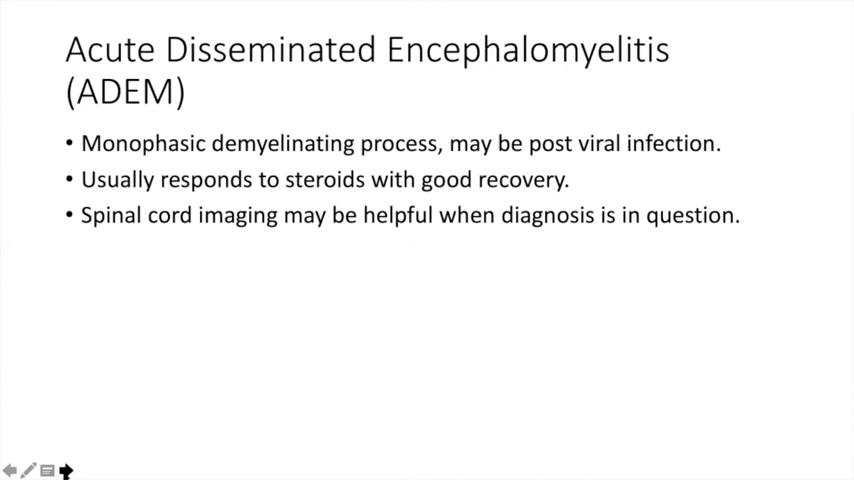 Acute Disseminated Encephalomyelitis
(ADEM)
• Monophasic demyelinating process, may be post viral infection.
• Usually responds to steroids with good recovery.
• Spinal cord imaging may be helpful when diagnosis is in question.